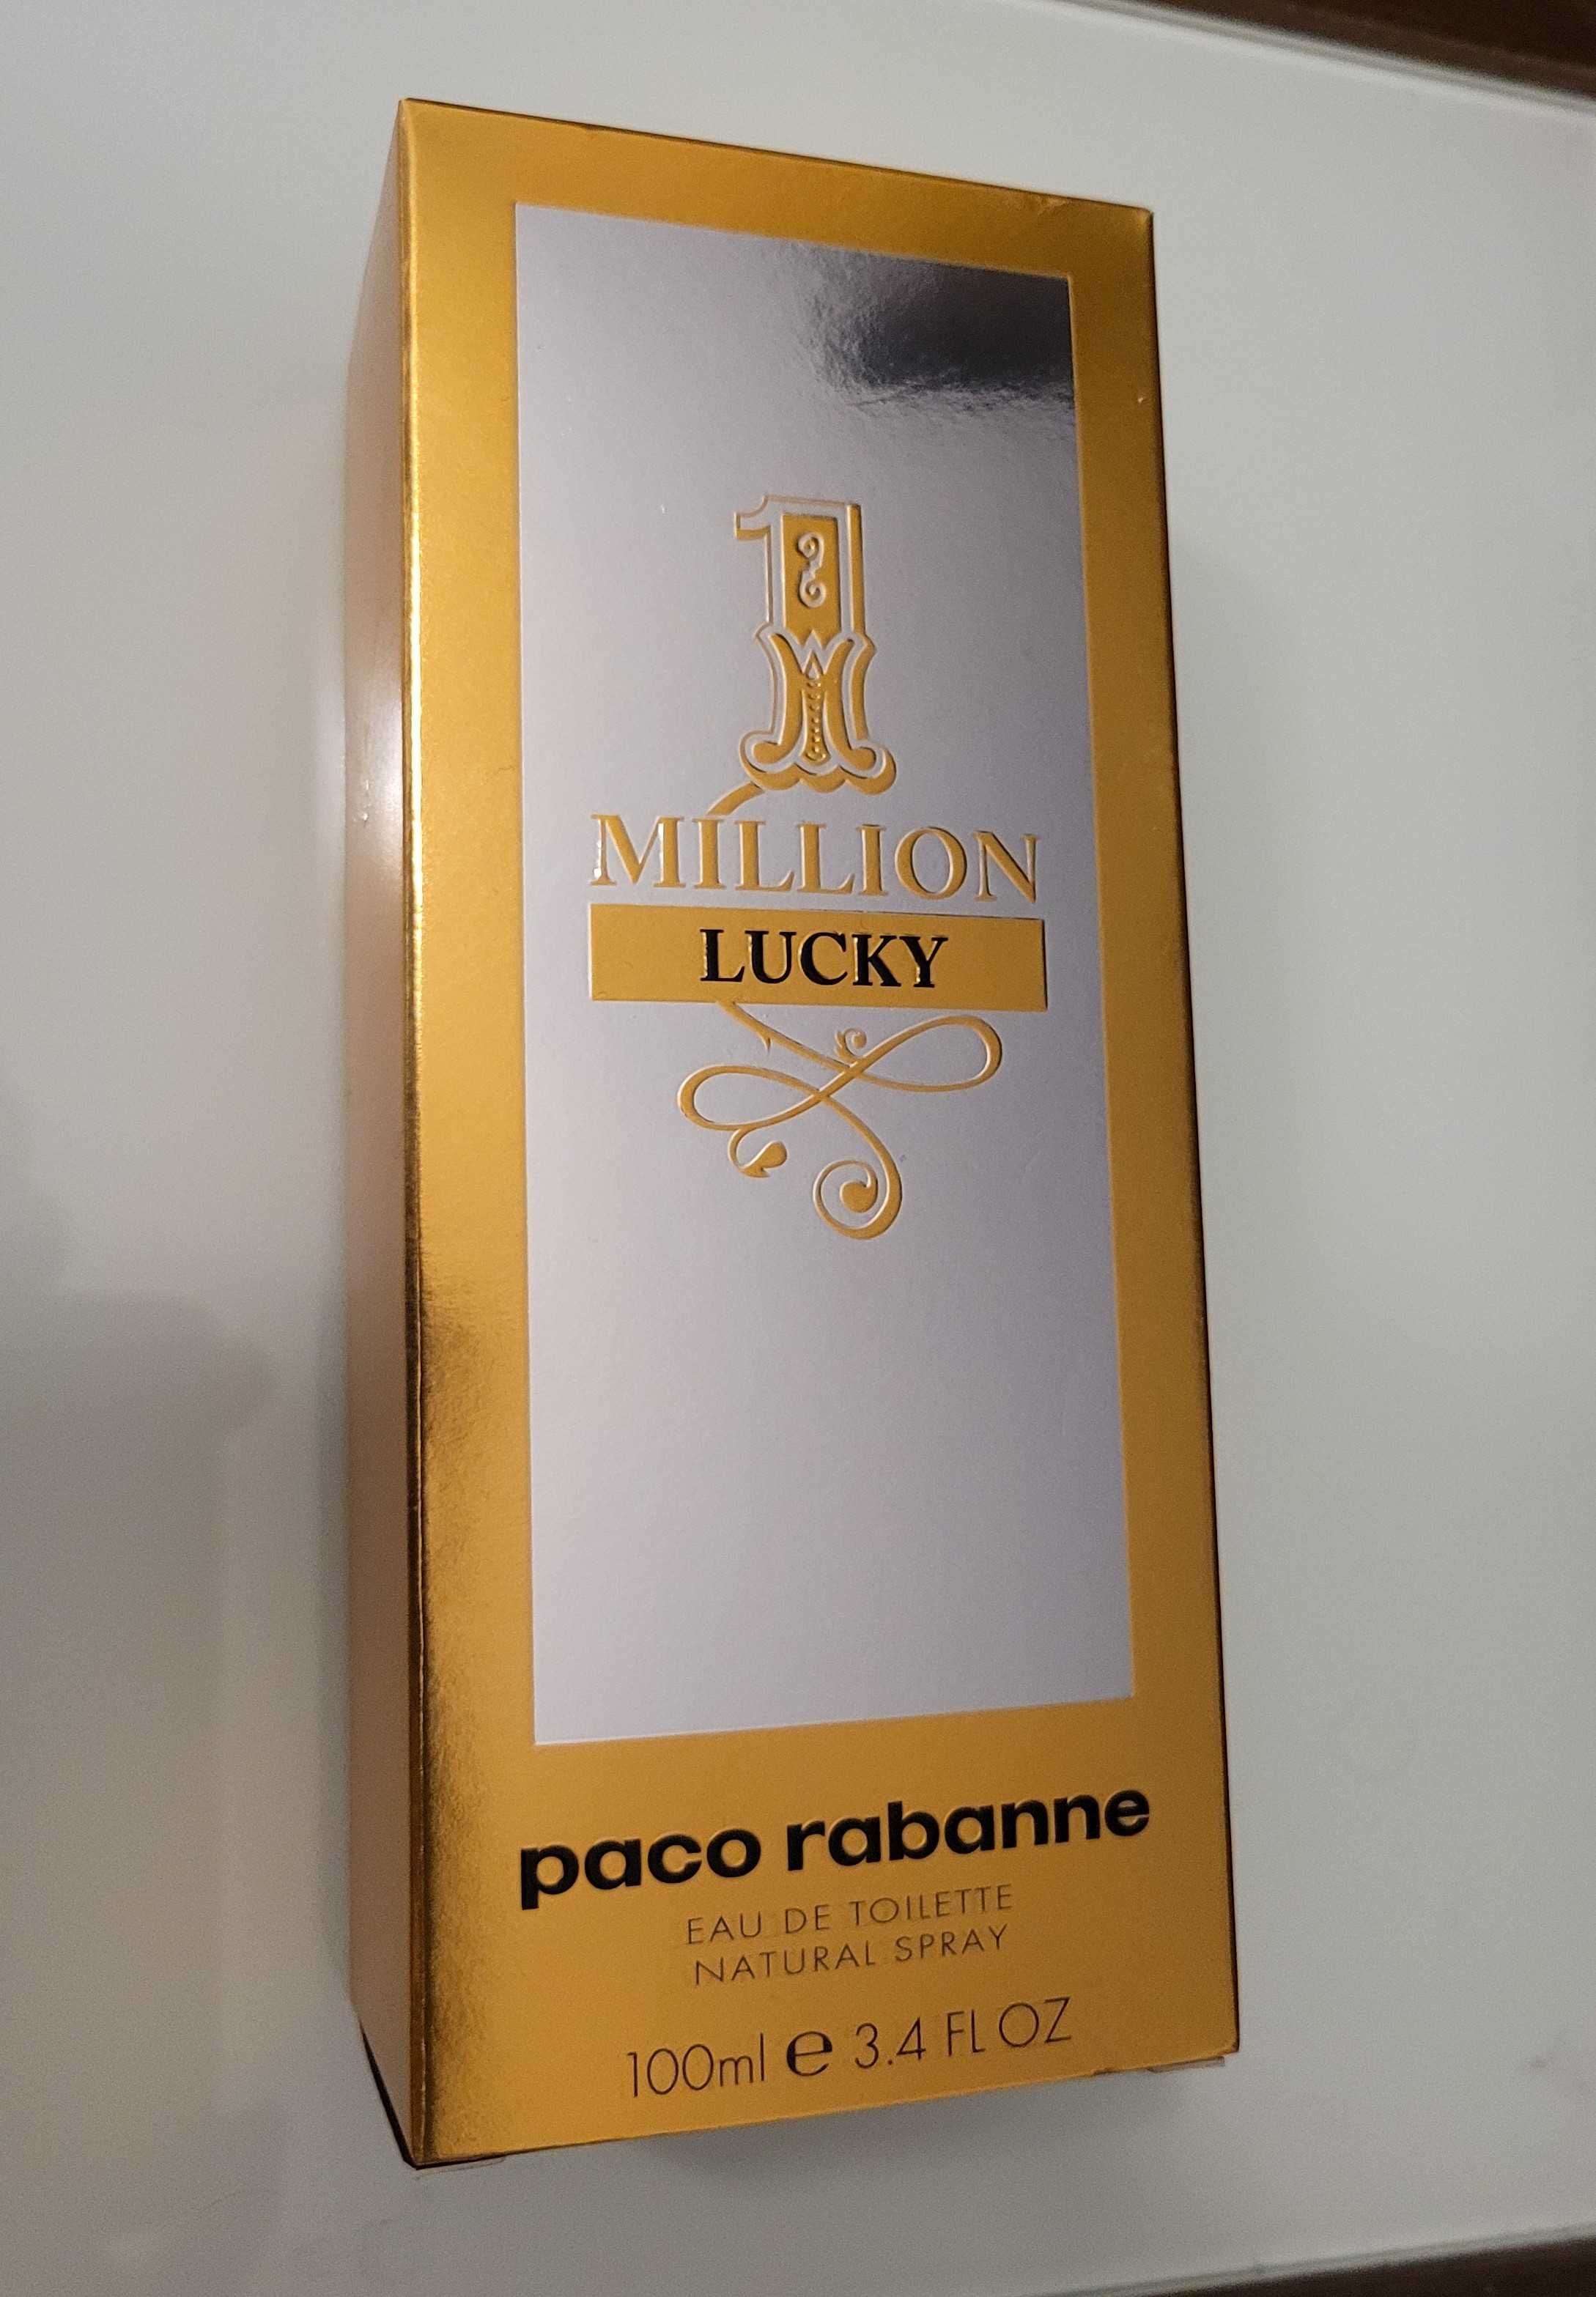 1
MILLION
LUCKY
paco rabanne
EAU DE TOILETTE
NATURAL SPRAY
100ml ℮ 3.4 FL OZ